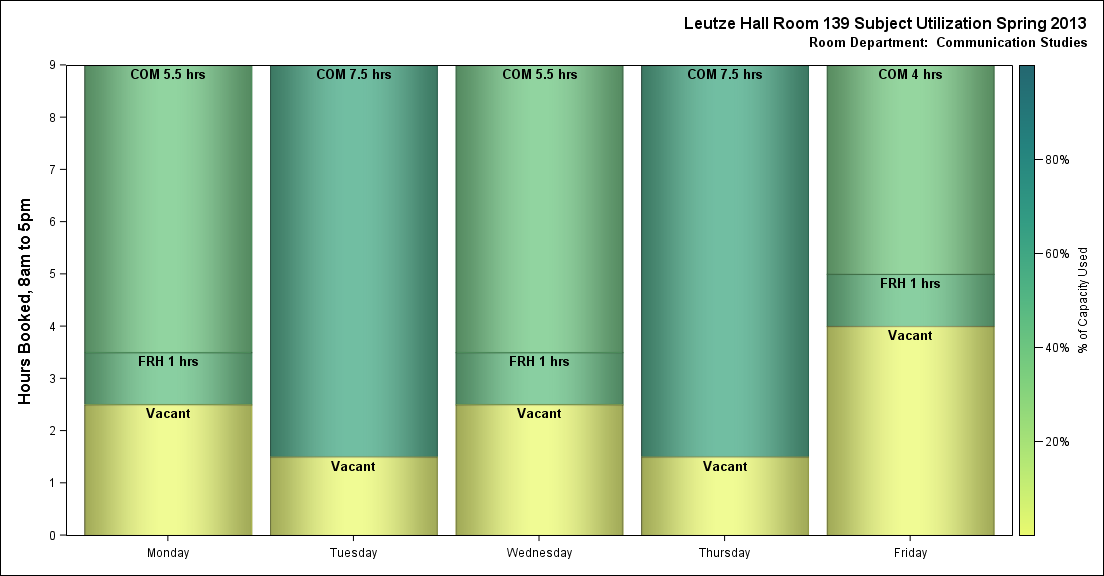 Leutze Hall Room 139 Subject Utilization Spring 2013
Room Department:  Communication Studies
Hours Booked, 8am to 5pm
9
8
7
6
5
4
3
2
1
0
COM 5.5 hrs
FRH 1 hrs
Vacant
COM 7.5 hrs
Vacant
COM 5.5 hrs
FRH 1 hrs
Vacant
COM 7.5 hrs
Vacant
COM 4 hrs
FRH 1 hrs
Vacant
Monday
Tuesday
Wednesday
Thursday
Friday
80%
60%
40%
20%
% of Capacity Used